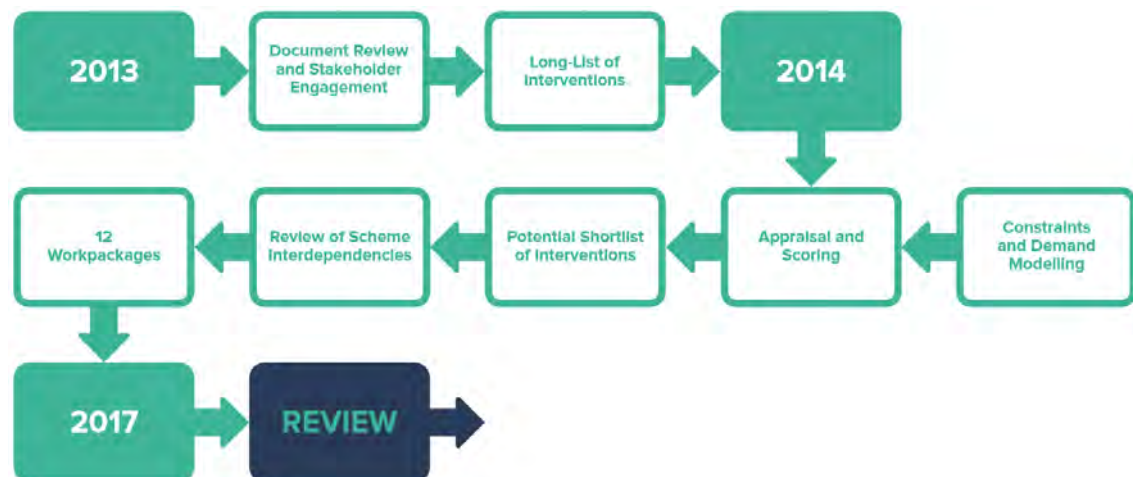 2013
Document Review
and Stakeholder
Engagement
Long-List of
Interventions
2014
12
Workpackages
Review of Scheme
Interdependencies
Potential Shortlist
of Interventions
Appraisal and
Scoring
Constraints
and Demand
Modelling
2017
REVIEW